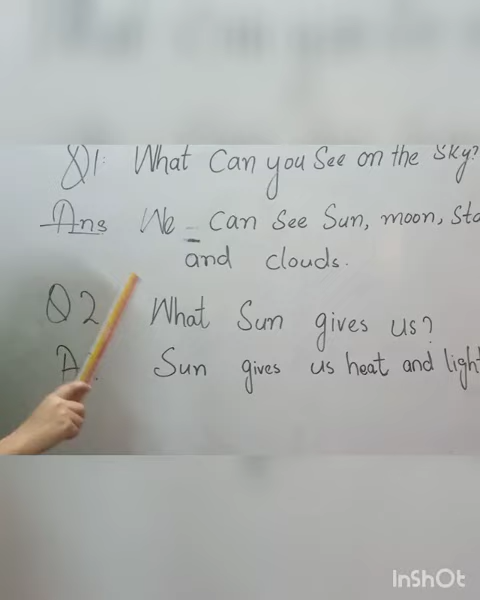 Q1: What Can you See on the Sky?
Ans We - Can See Sun, moon, Sta
and clouds.
Q2 What Sun gives us?
A Sun gives us heat and light
InShOt